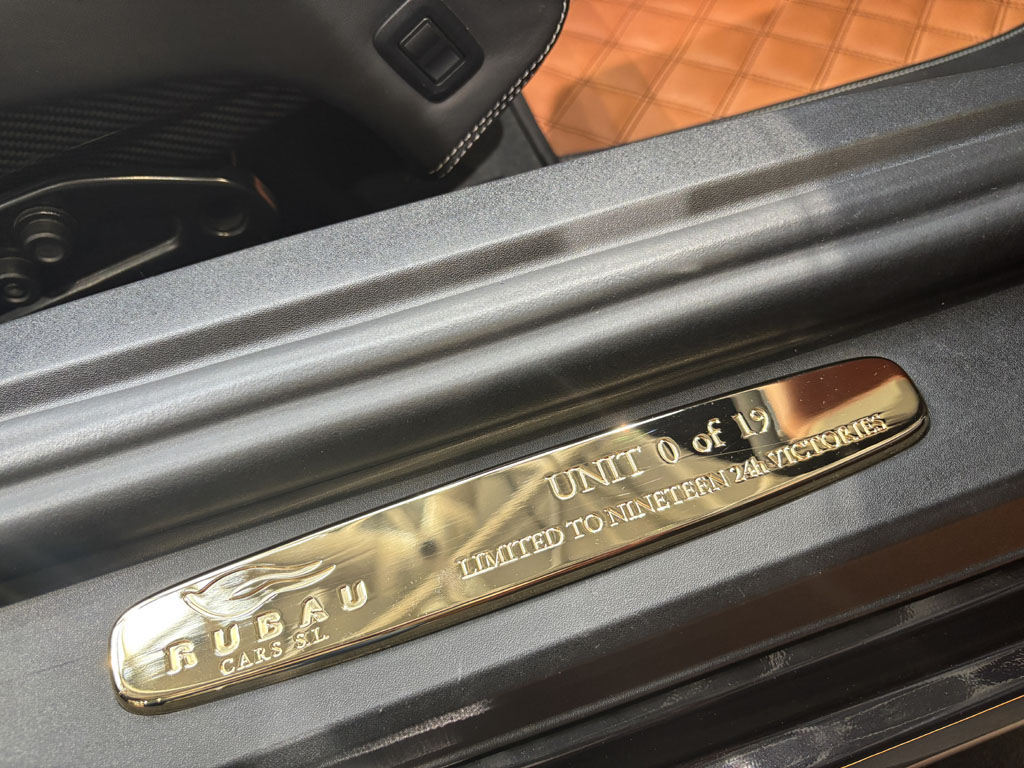 UNIT 0 of 19
LIMITED TO NINETEEN 24h VICTORIES
RUBAU
CARS SL